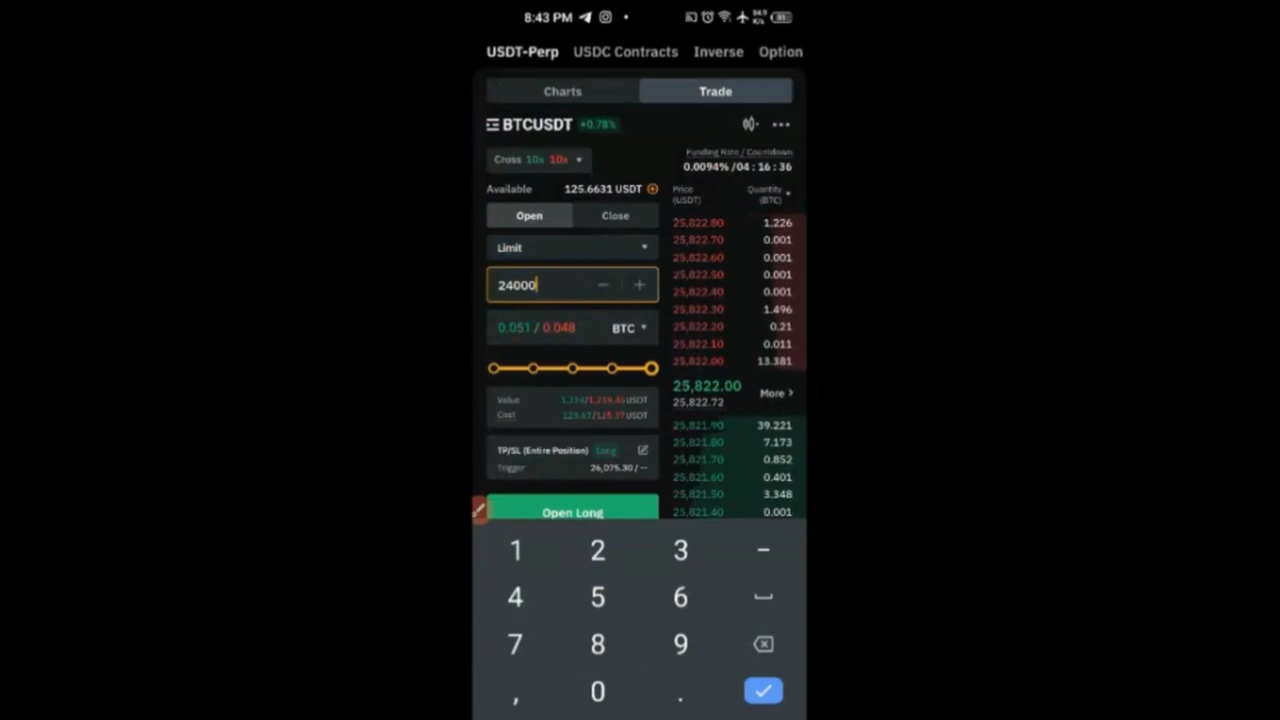 8:43 PM
84.9 K/s
USDT-Perp USDC Contracts Inverse Option
Charts Trade
BTCUSDT +0.78%
Cross 10x 10x
Funding Rate / Countdown
0.0094% /04 : 16 : 36
Available 125.6631 USDT
Price (USDT) Quantity (BTC)
Open Close
Limit
24000
0.051 / 0.048 BTC
Value USDT
Cost USDT
TP/SL (Entire Position) Long
Trigger 26,075.30 / --
Open Long
25,822.80 1.226
25,822.70 0.001
25,822.60 0.001
25,822.50 0.001
25,822.40 0.001
25,822.30 1.496
25,822.20 0.21
25,822.10 0.011
25,822.00 13.381
25,822.00
25,822.72
More >
25,821.90 39.221
25,821.80 7.173
25,821.70 0.852
25,821.60 0.401
25,821.50 3.348
25,821.40 0.001
1 2 3 -
4 5 6
7 8 9
, 0 .